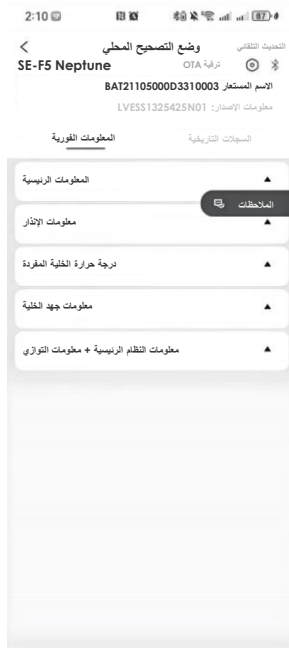 2:10 87
التحديث التلقائي وضع التصحيح المحلي
SE-F5 Neptune ترقية OTA
الاسم المستعار BAT21105000D3310003
معلومات الإصدار: LVESS1325425N01
المعلومات الفورية السجلات التاريخية
المعلومات الرئيسية
الملاحظات
معلومات الإنذار
درجة حرارة الخلية المفردة
معلومات جهد الخلية
معلومات النظام الرئيسية + معلومات التوازي